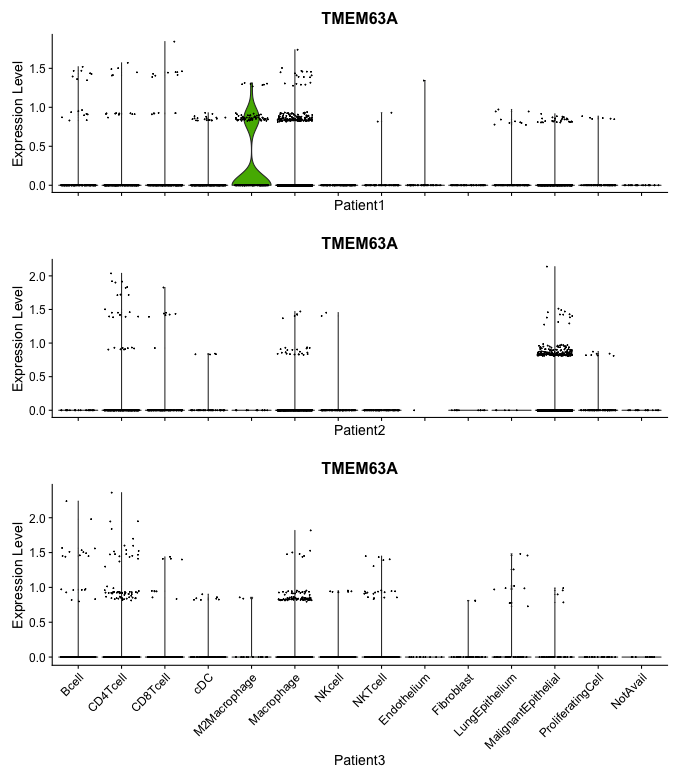 TMEM63A
Expression Level
1.5
1.0
0.5
0.0
Patient1
TMEM63A
Expression Level
2.0
1.5
1.0
0.5
0.0
Patient2
TMEM63A
Expression Level
2.0
1.5
1.0
0.5
0.0
Bcell
CD4Tcell
CD8Tcell
cDC
M2Macrophage
Macrophage
NKcell
NKTcell
Endothelium
Fibroblast
LungEpithelium
MalignantEpithelial
ProliferatingCell
NotAvail
Patient3